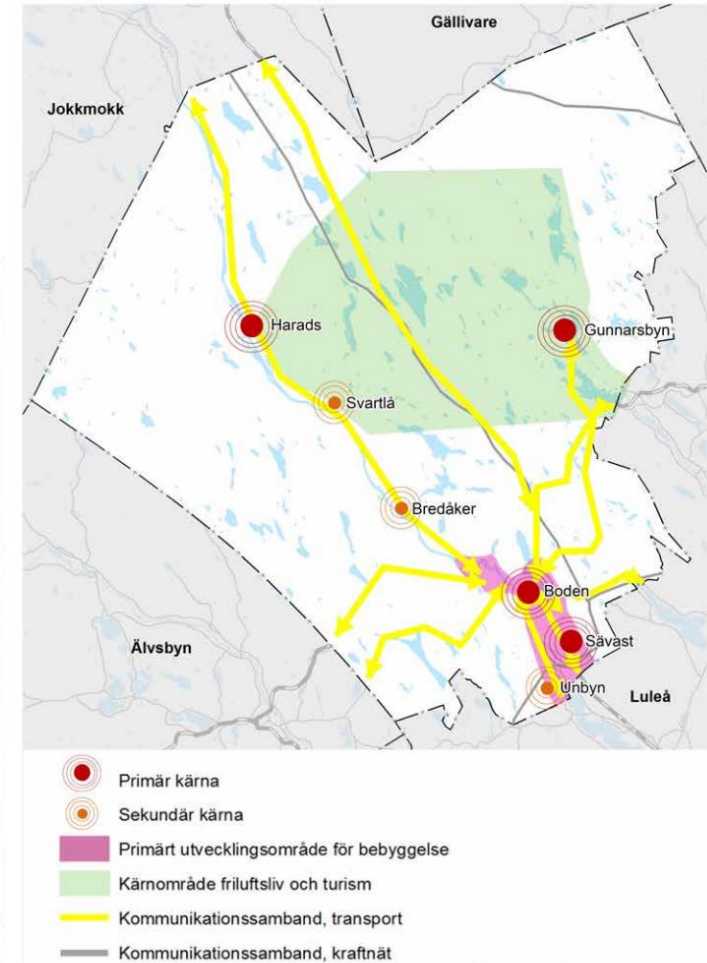 Gällivare
Jokkmokk
Harads
Gunnarsbyn
Svartlå
Bredåker
Boden
Älvsbyn
Sävast
Unbyn
Luleå
Primär kärna
Sekundär kärna
Primärt utvecklingsområde för bebyggelse
Kärnområde friluftsliv och turism
Kommunikationssamband, transport
Kommunikationssamband, kraftnät